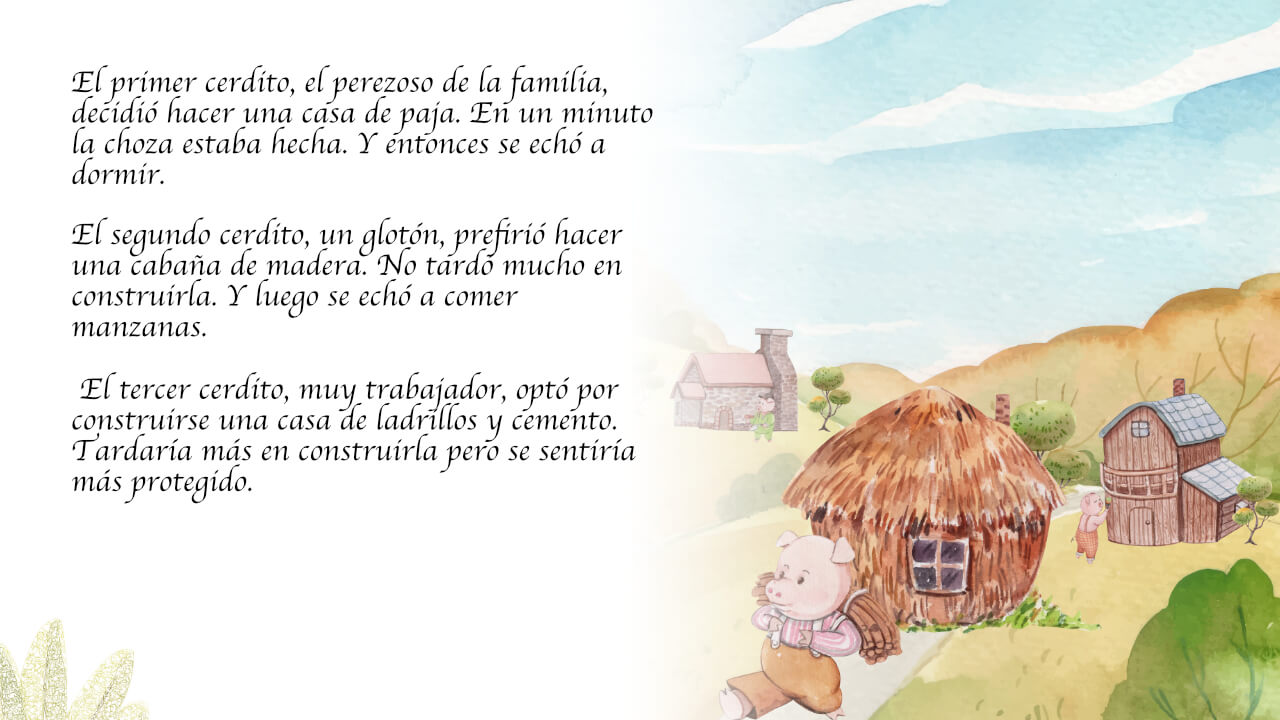 El primer cerdito, el perezoso de la familia,
decidió hacer una casa de paja. En un minuto
la choza estaba hecha. Y entonces se echó a
dormir.
El segundo cerdito, un glotón, prefirió hacer
una cabaña de madera. No tardó mucho en
construirla. Y luego se echó a comer
manzanas.
El tercer cerdito, muy trabajador, optó por
construirse una casa de ladrillos y cemento.
Tardaría más en construirla pero se sentiría
más protegido.